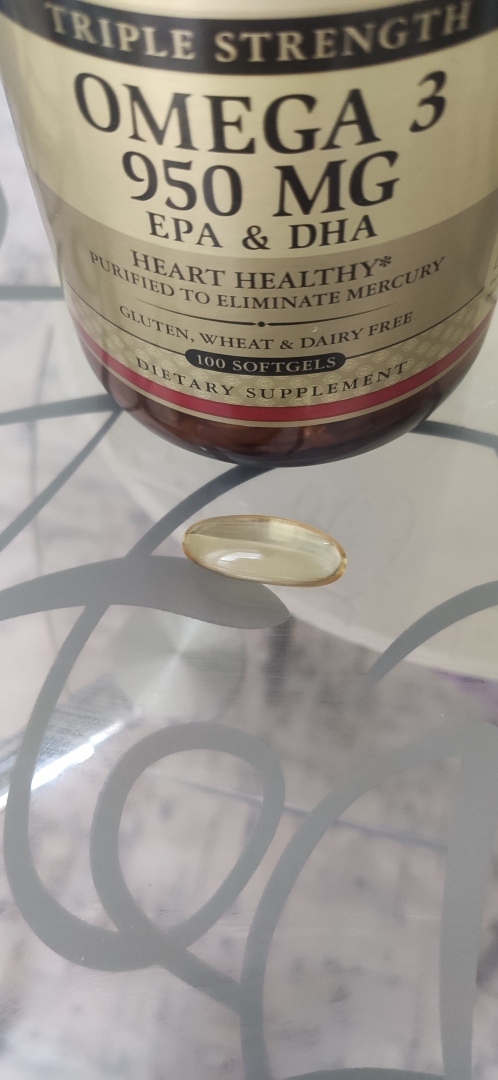 TRIPLE STRENGTH
OMEGA 3
950 MG
EPA & DHA
HEART HEALTHY*
PURIFIED TO ELIMINATE MERCURY
GLUTEN, WHEAT & DAIRY FREE
100 SOFTGELS
DIETARY SUPPLEMENT